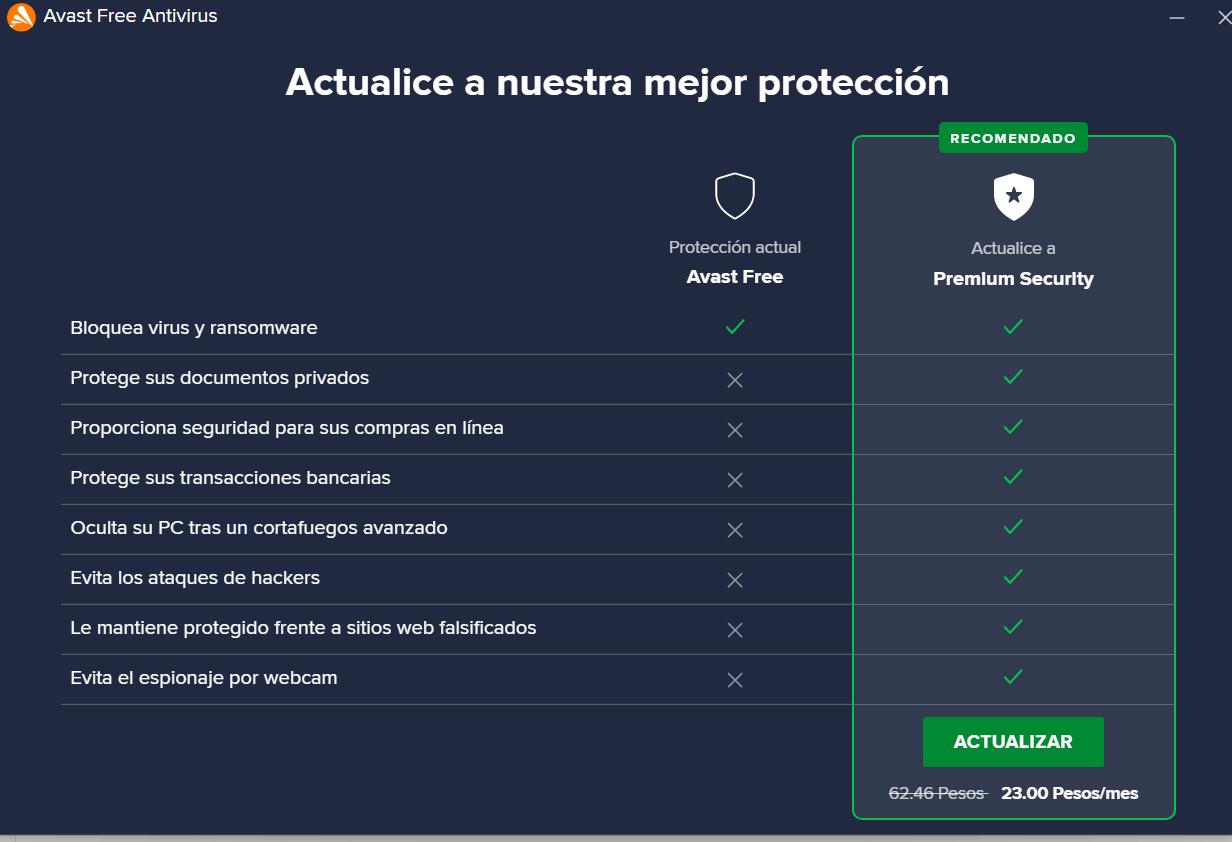 Avast Free Antivirus
Actualice a nuestra mejor protección
RECOMENDADO
Protección actual
Avast Free
Actualice a
Premium Security
Bloquea virus y ransomware
Protege sus documentos privados
Proporciona seguridad para sus compras en línea
Protege sus transacciones bancarias
Oculta su PC tras un cortafuegos avanzado
Evita los ataques de hackers
Le mantiene protegido frente a sitios web falsificados
Evita el espionaje por webcam
ACTUALIZAR
62.46 Pesos 23.00 Pesos/mes